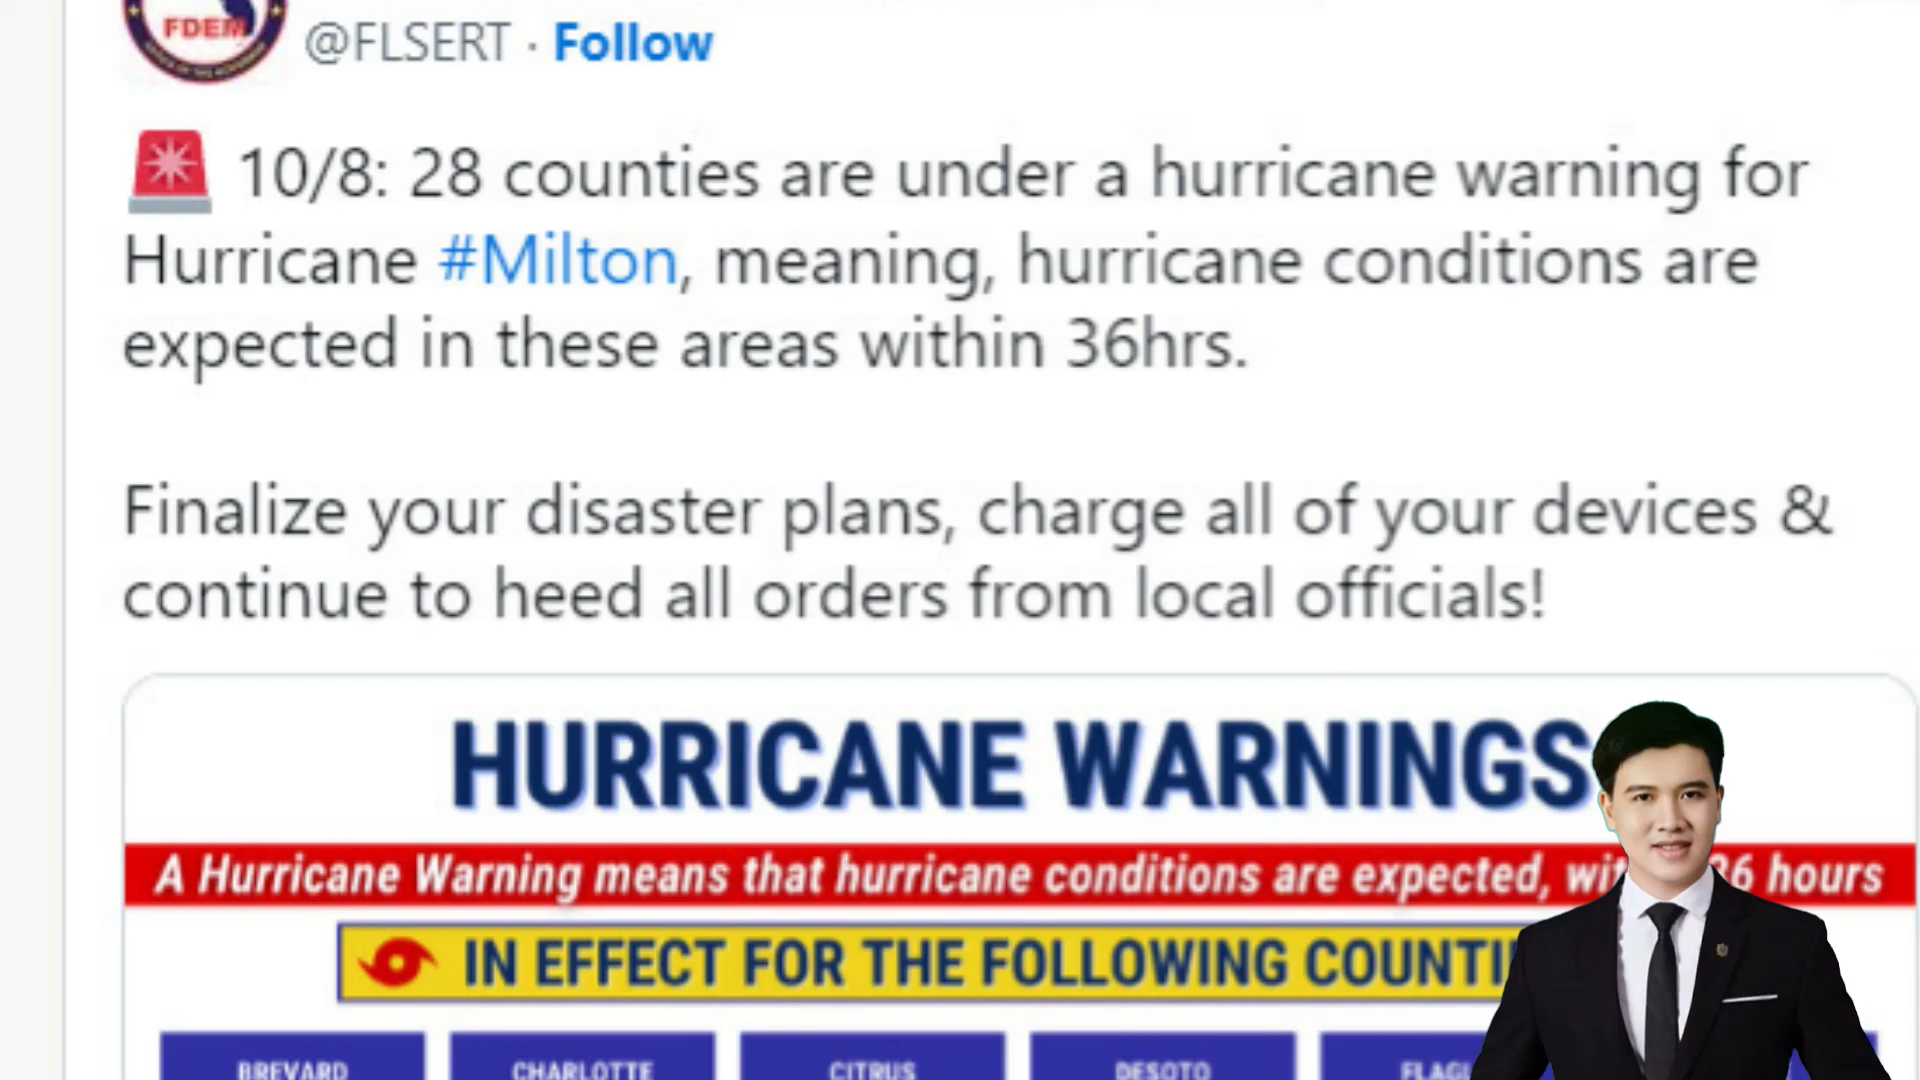 FDEM
@FLSERT · Follow
10/8: 28 counties are under a hurricane warning for
Hurricane #Milton, meaning, hurricane conditions are
expected in these areas within 36hrs.
Finalize your disaster plans, charge all of your devices &
continue to heed all orders from local officials!
HURRICANE WARNINGS
A Hurricane Warning means that hurricane conditions are expected, wit 36 hours
IN EFFECT FOR THE FOLLOWING COUNTI
BREVARD CHARLOTTE CITRUS DESOTO FLAGL